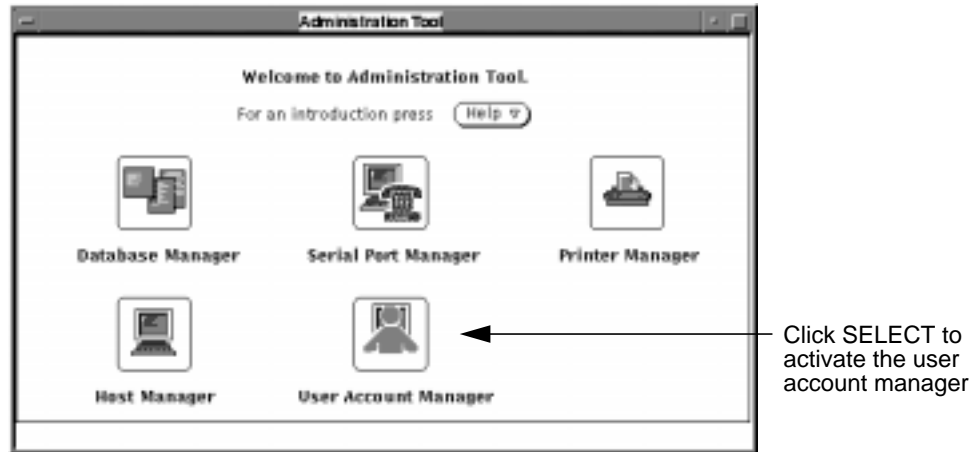 Administration Tool
Welcome to Administration Tool.
For an introduction press Help
Database Manager
Serial Port Manager
Printer Manager
Host Manager
User Account Manager
Click SELECT to
activate the user
account manager